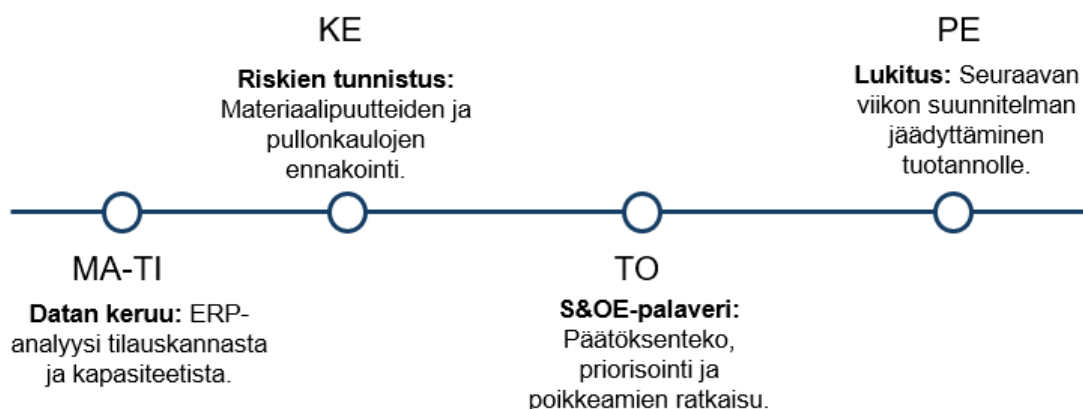 KE
Riskien tunnistus:
Materiaalipuutteiden ja
pullonkaulojen
ennakointi.
PE
Lukitus: Seuraavan
viikon suunnitelman
jäädyttäminen
tuotannolle.
MA-TI
Datan keruu: ERP-
analyysi tilauskannasta
ja kapasiteetista.
TO
S&OE-palaveri:
Päätöksenteko,
priorisointi ja
poikkeamien ratkaisu.